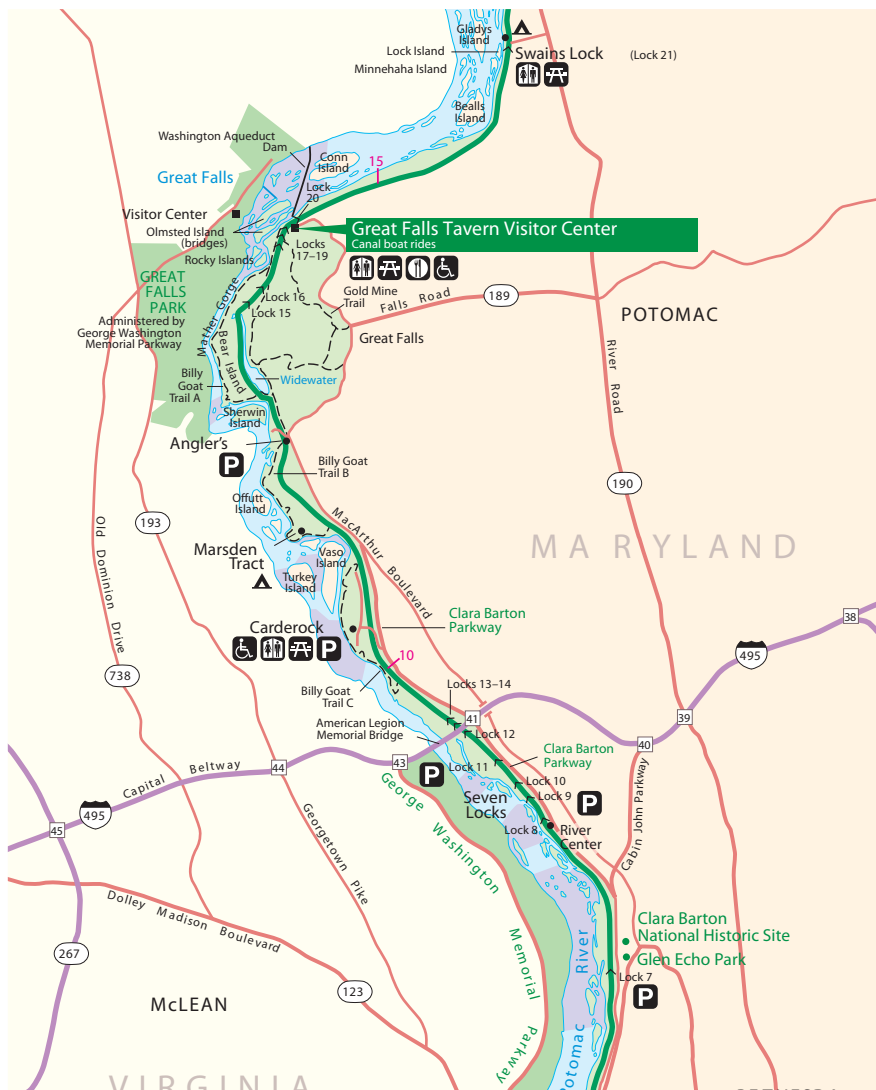 Gladys
Island
Lock Island
Swains Lock
(Lock 21)
Minnehaha Island
Bealls
Island
Washington Aqueduct
Dam
Conn
Island
15
Great Falls
Lock
20
Visitor Center
Great Falls Tavern Visitor Center
Canal boat rides
Olmsted Island
(bridges)
Locks
17–19
Rocky Islands
GREAT
FALLS
PARK
Administered by
George Washington
Memorial Parkway
Mather Gorge
Lock 16
Lock 15
Gold Mine
Trail
Falls Road
189
POTOMAC
Great Falls
Bear Island
River Road
Billy
Goat
Trail A
Widewater
Sherwin
Island
Angler's
P
Billy Goat
Trail B
190
Offutt
Island
193
Old Dominion Drive
MacArthur Boulevard
MARYLAND
Marsden
Tract
Vaso
Island
Turkey
Island
Clara Barton
Parkway
38
Carderock
P
495
10
738
Billy Goat
Trail C
Locks 13–14
41
39
American Legion
Memorial Bridge
Lock 12
40
Clara Barton
Parkway
44
43
Capital Beltway
P
Lock 11
Lock 10
Lock 9
P
George Washington Memorial Parkway
Seven
Locks
495
45
Georgetown Pike
Lock 8
River
Center
Cabin John Parkway
Dolley Madison Boulevard
Clara Barton
National Historic Site
Glen Echo Park
267
Potomac River
Lock 7
P
123
McLEAN
VIRGINIA
BETHESDA